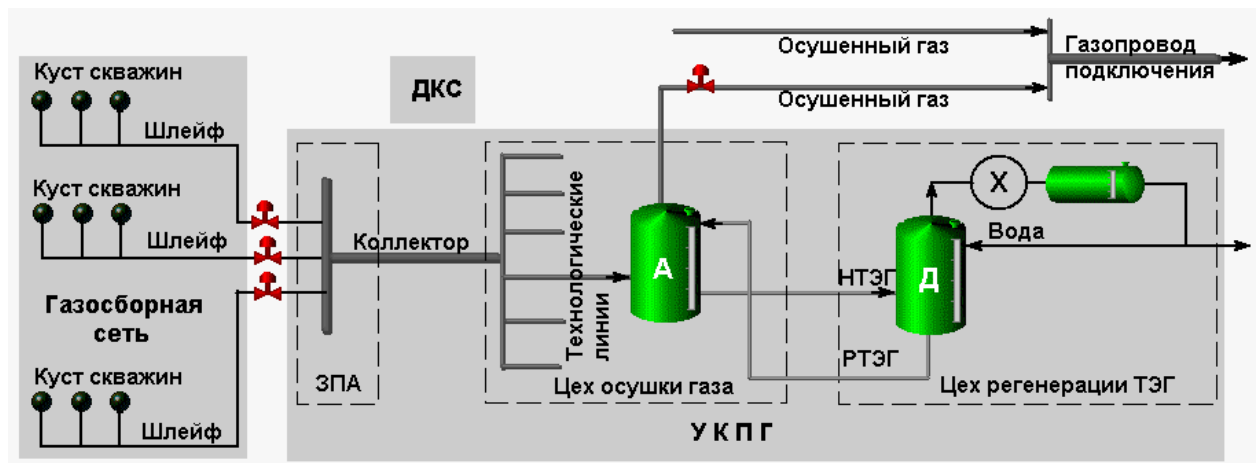 Куст скважин
Шлейф
Куст скважин
Шлейф
Газосборная
сеть
Куст скважин
Шлейф
ДКС
ЗПА
Коллектор
Технологические
линии
А
Цех осушки газа
Осушенный газ
Осушенный газ
Газопровод
подключения
Х
Вода
НТЭГ
Д
РТЭГ
Цех регенерации ТЭГ
У К П Г